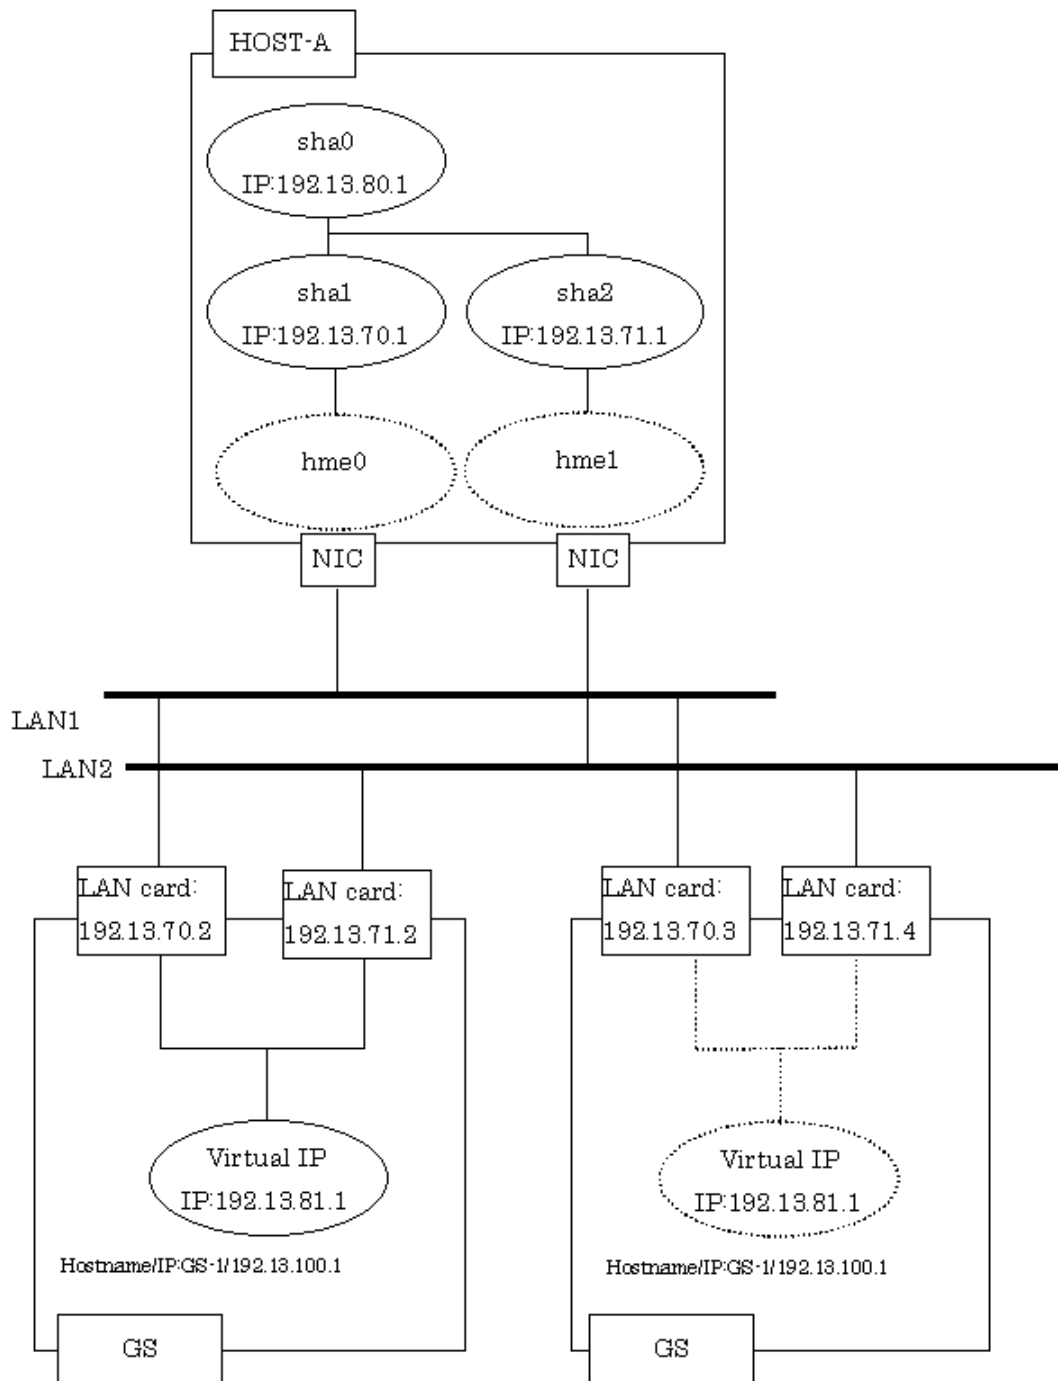 HOST-A
sha0
IP:192.13.80.1
sha1
IP:192.13.70.1
sha2
IP:192.13.71.1
hme0
hme1
NIC
NIC
LAN1
LAN2
LAN card:
192.13.70.2
LAN card:
192.13.71.2
LAN card:
192.13.70.3
LAN card:
192.13.71.4
Virtual IP
IP:192.13.81.1
Virtual IP
IP:192.13.81.1
Hostname/IP:GS-1/192.13.100.1
Hostname/IP:GS-1/192.13.100.1
GS
GS